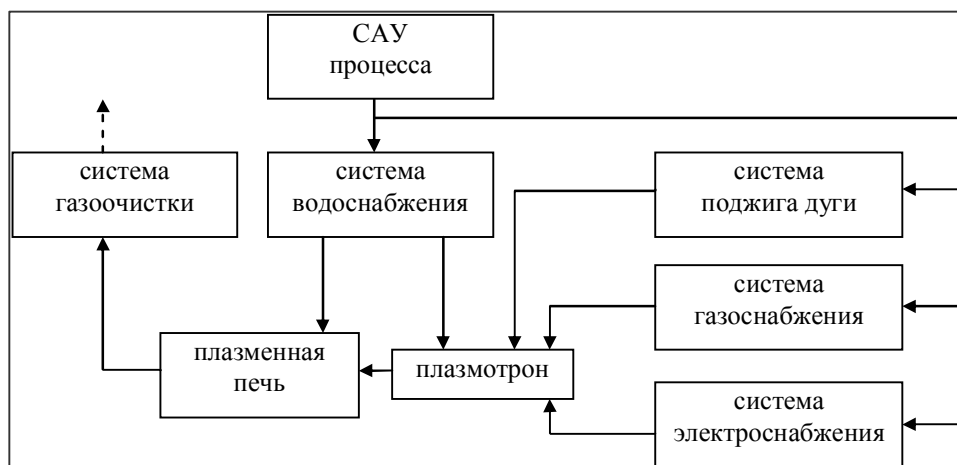 САУ
процесса
система
газоочистки
система
водоснабжения
система
поджига дуги
система
газоснабжения
плазменная
печь
плазмотрон
система
электроснабжения